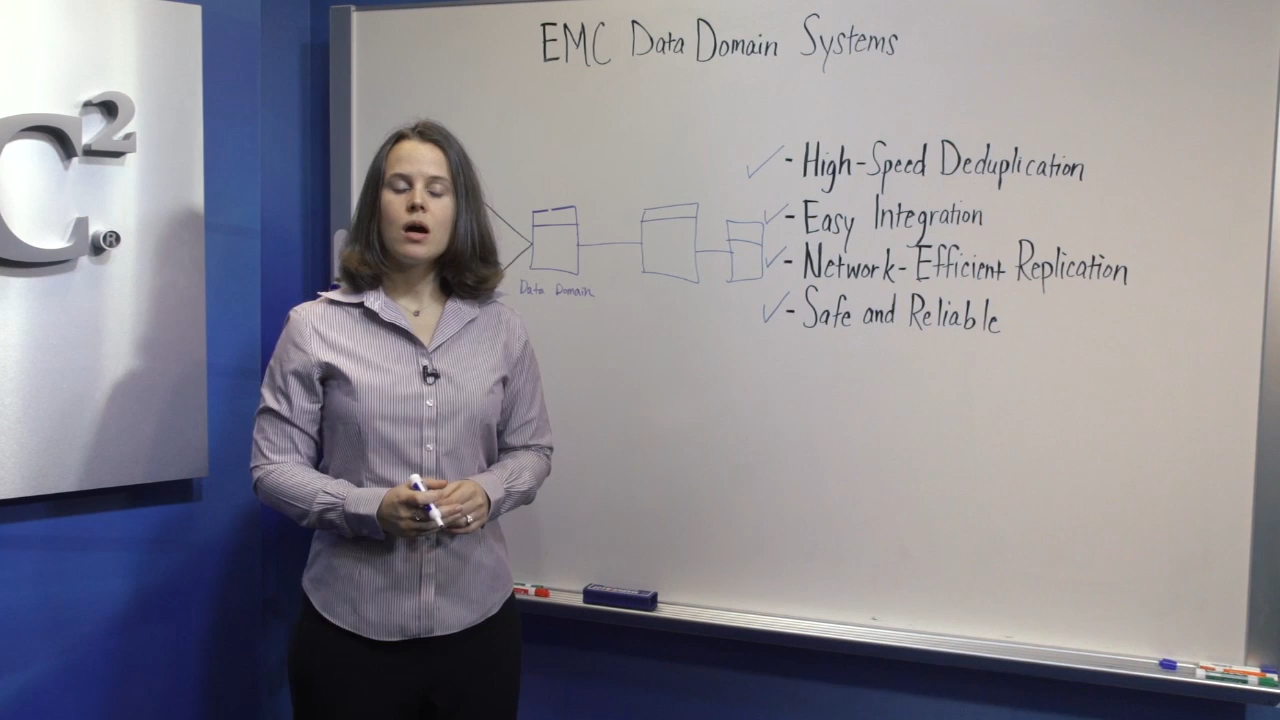 C2®
EMC Data Domain Systems
- High-Speed Deduplication
- Easy Integration
- Network-Efficient Replication
- Safe and Reliable
Data Domain